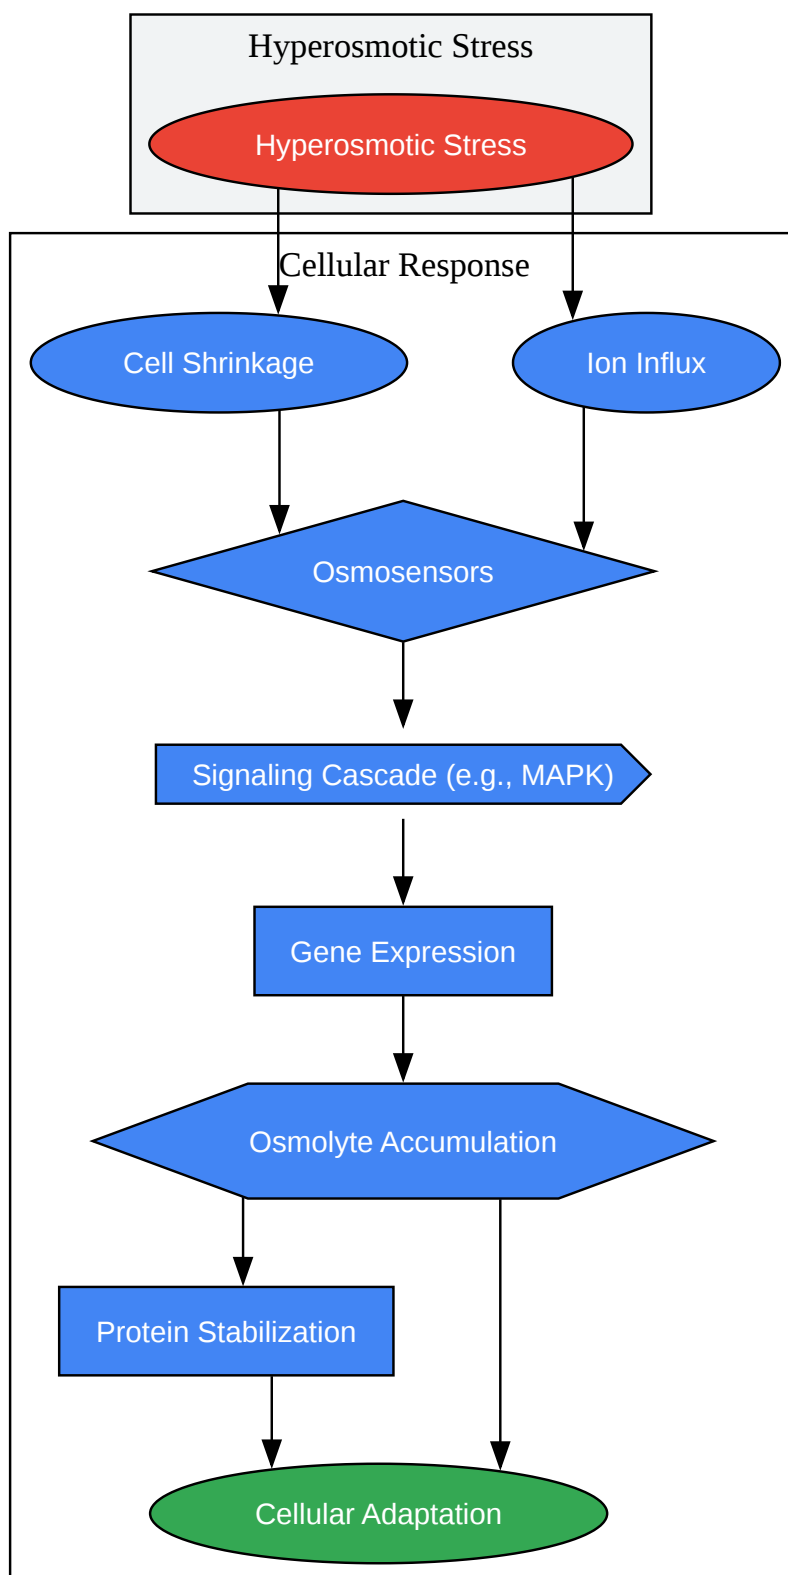 Hyperosmotic Stress
Hyperosmotic Stress
Cellular Response
Cell Shrinkage
Ion Influx
Osmosensors
Signaling Cascade (e.g., MAPK)
Gene Expression
Osmolyte Accumulation
Protein Stabilization
Cellular Adaptation